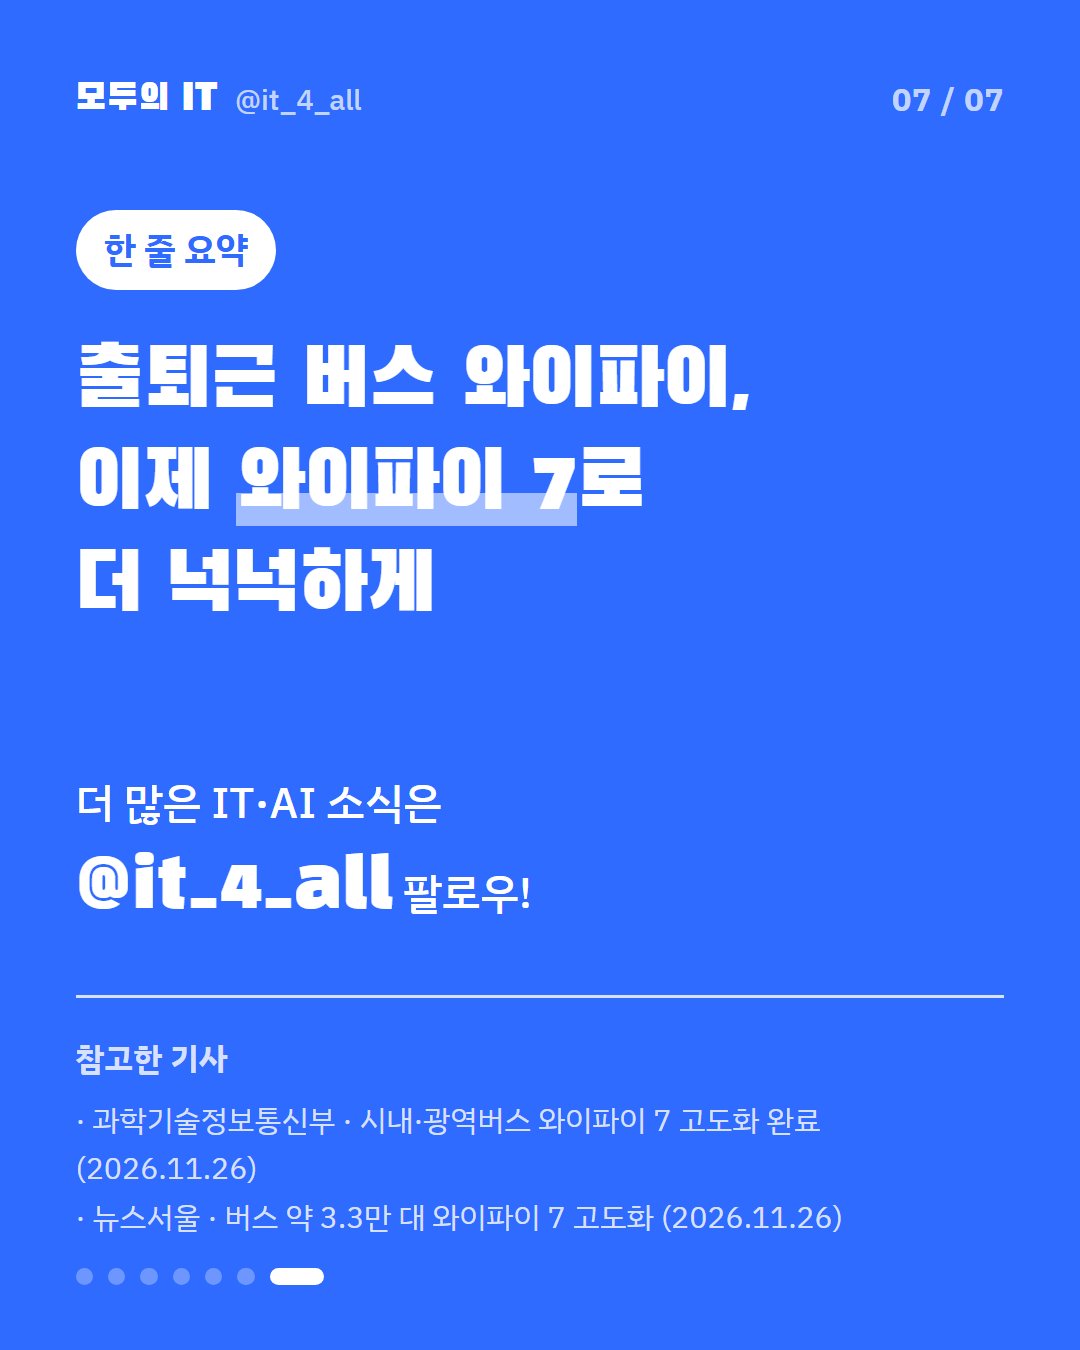 모두의 IT @it_4_all 07 / 07
한 줄 요약
출퇴근 버스 와이파이,
이제 와이파이 7로
더 넉넉하게
더 많은 IT·AI 소식은
@it_4_all 팔로우!
참고한 기사
· 과학기술정보통신부 · 시내·광역버스 와이파이 7 고도화 완료
(2026.11.26)
· 뉴스서울 · 버스 약 3.3만 대 와이파이 7 고도화 (2026.11.26)